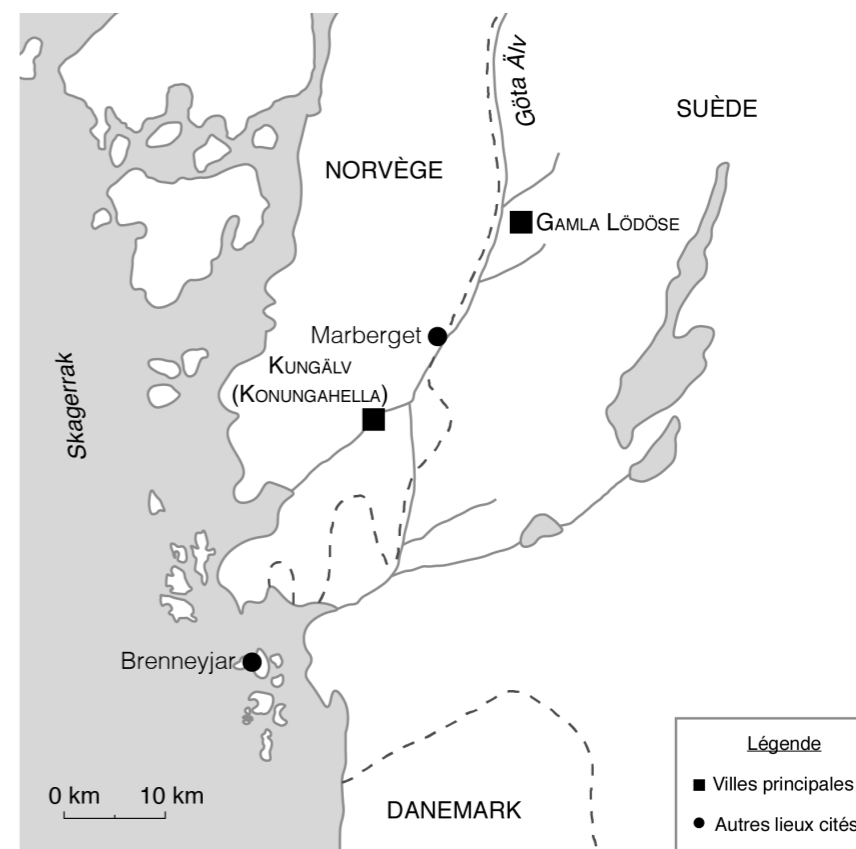 Göta Älv
SUÈDE
NORVÈGE
Gamla Lödöse
Marberget
Kungälv
(Konungahella)
Skagerrak
Brenneyjar
0 km 10 km
DANEMARK
Légende
Villes principales
Autres lieux cités